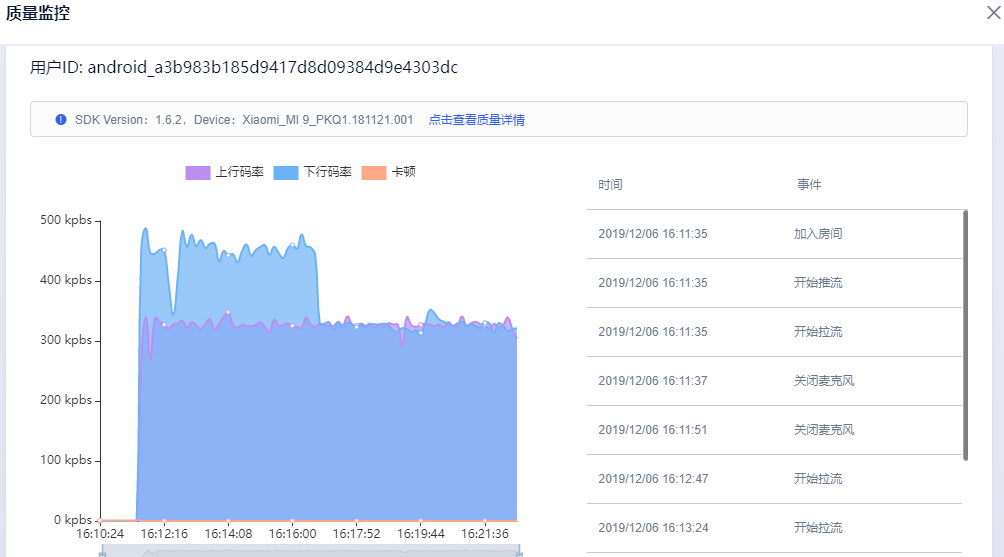 质量监控
用户ID: android_a3b983b185d9417d8d09384d9e4303dc
SDK Version：1.6.2，Device：Xiaomi_MI 9_PKQ1.181121.001 点击查看质量详情
上行码率 下行码率 卡顿
500 kpbs
400 kpbs
300 kpbs
200 kpbs
100 kpbs
0 kpbs
16:10:24 16:12:16 16:14:08 16:16:00 16:17:52 16:19:44 16:21:36
时间 事件
2019/12/06 16:11:35 加入房间
2019/12/06 16:11:35 开始推流
2019/12/06 16:11:35 开始拉流
2019/12/06 16:11:37 关闭麦克风
2019/12/06 16:11:51 关闭麦克风
2019/12/06 16:12:47 开始拉流
2019/12/06 16:13:24 开始拉流